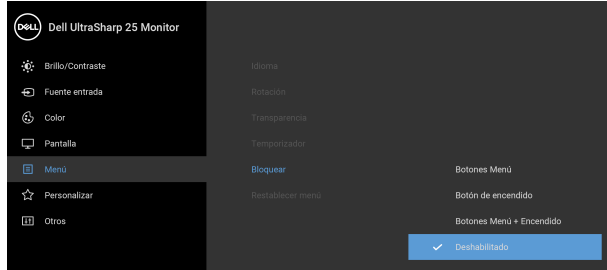 DELL Dell UltraSharp 25 Monitor
Brillo/Contraste
Fuente entrada
Color
Pantalla
Menú
Personalizar
Otros
Idioma
Rotación
Transparencia
Temporizador
Bloquear
Restablecer menú
Botones Menú
Botón de encendido
Botones Menú + Encendido
Deshabilitado